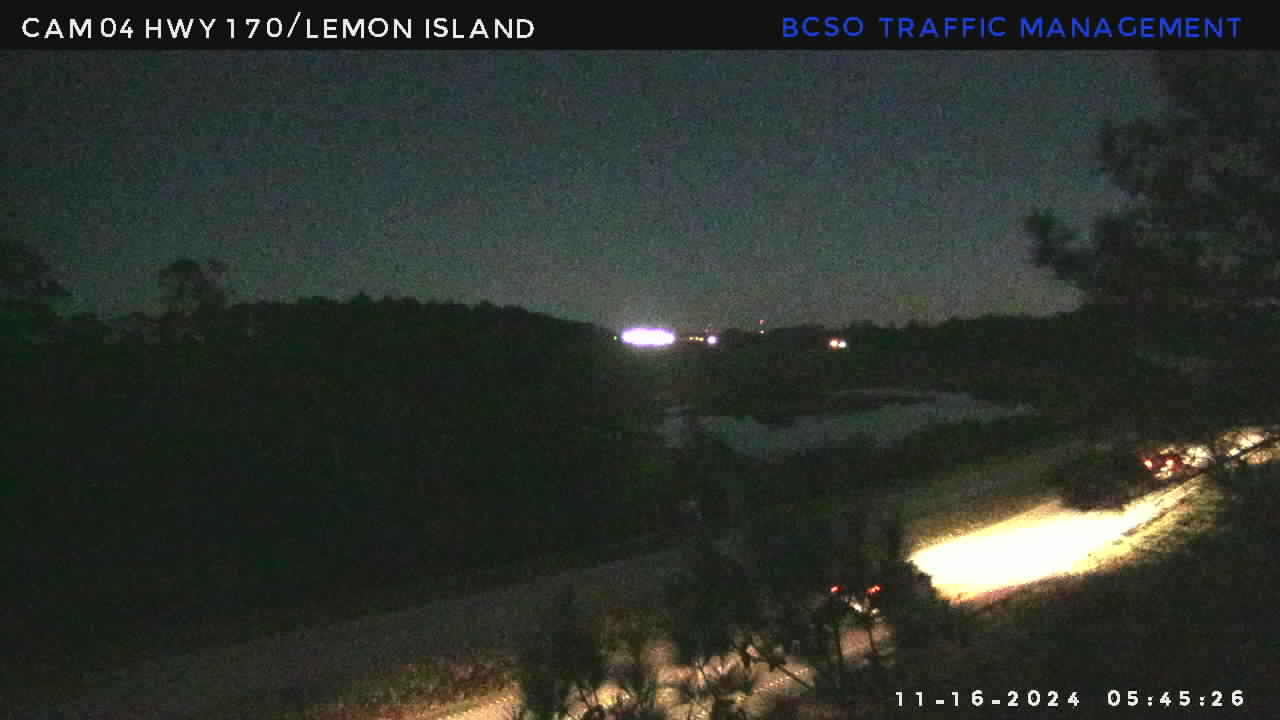 CAM04 HWY 170/LEMON ISLAND
BCSO TRAFFIC MANAGEMENT
11-16-2024 05:45:26